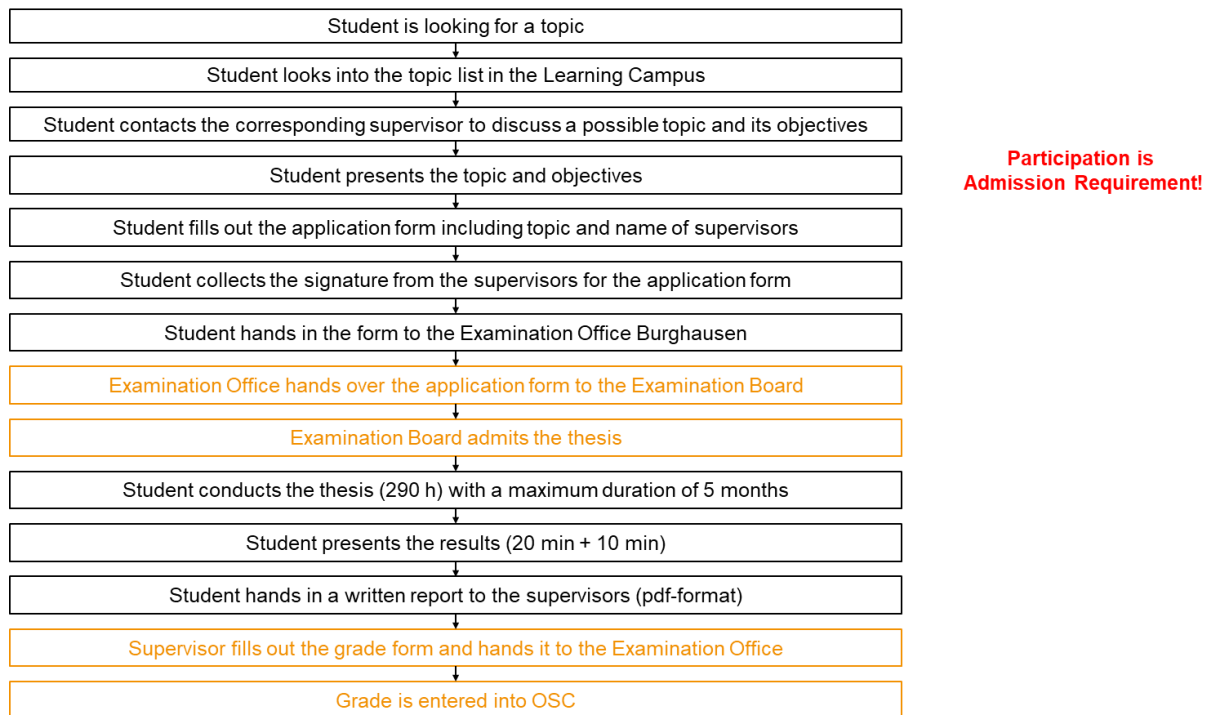 Student is looking for a topic
Student looks into the topic list in the Learning Campus
Student contacts the corresponding supervisor to discuss a possible topic and its objectives
Participation is
Admission Requirement!
Student presents the topic and objectives
Student fills out the application form including topic and name of supervisors
Student collects the signature from the supervisors for the application form
Student hands in the form to the Examination Office Burghausen
Examination Office hands over the application form to the Examination Board
Examination Board admits the thesis
Student conducts the thesis (290 h) with a maximum duration of 5 months
Student presents the results (20 min + 10 min)
Student hands in a written report to the supervisors (pdf-format)
Supervisor fills out the grade form and hands it to the Examination Office
Grade is entered into OSC